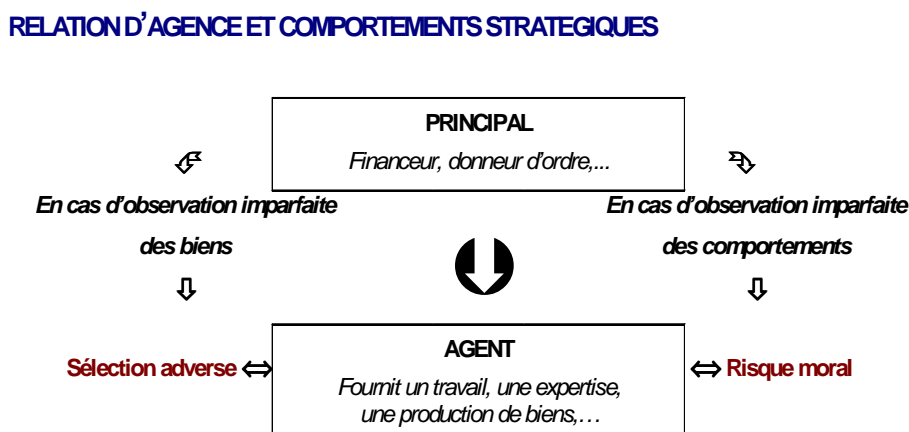 RELATION D'AGENCE ET COMPORTEMENTS STRATEGIQUES
PRINCIPAL
Financeur, donneur d'ordre,...
En cas d'observation imparfaite
des biens
En cas d'observation imparfaite
des comportements
Sélection adverse ⇔
AGENT
Fournit un travail, une expertise,
une production de biens,…
⇔ Risque moral